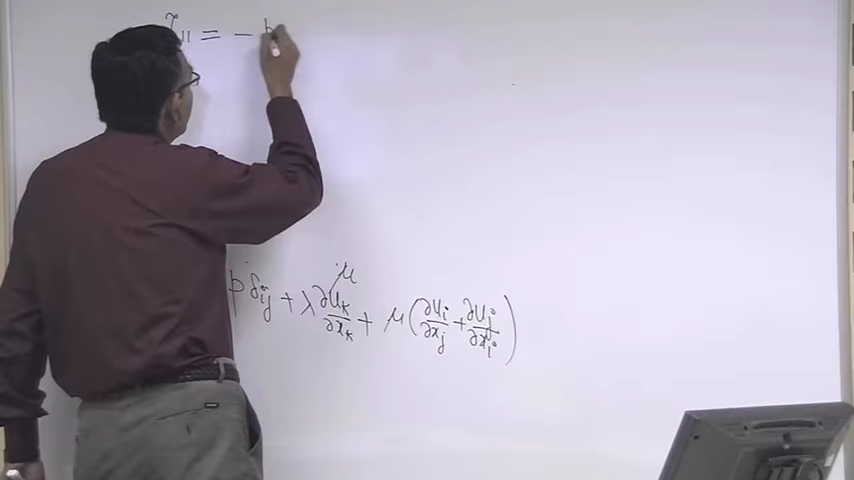 τ₁₁ = - p
p δᵢⱼ + λ ∂uₖ/∂xₖ + μ (∂uᵢ/∂xⱼ + ∂uⱼ/∂xᵢ)
μ